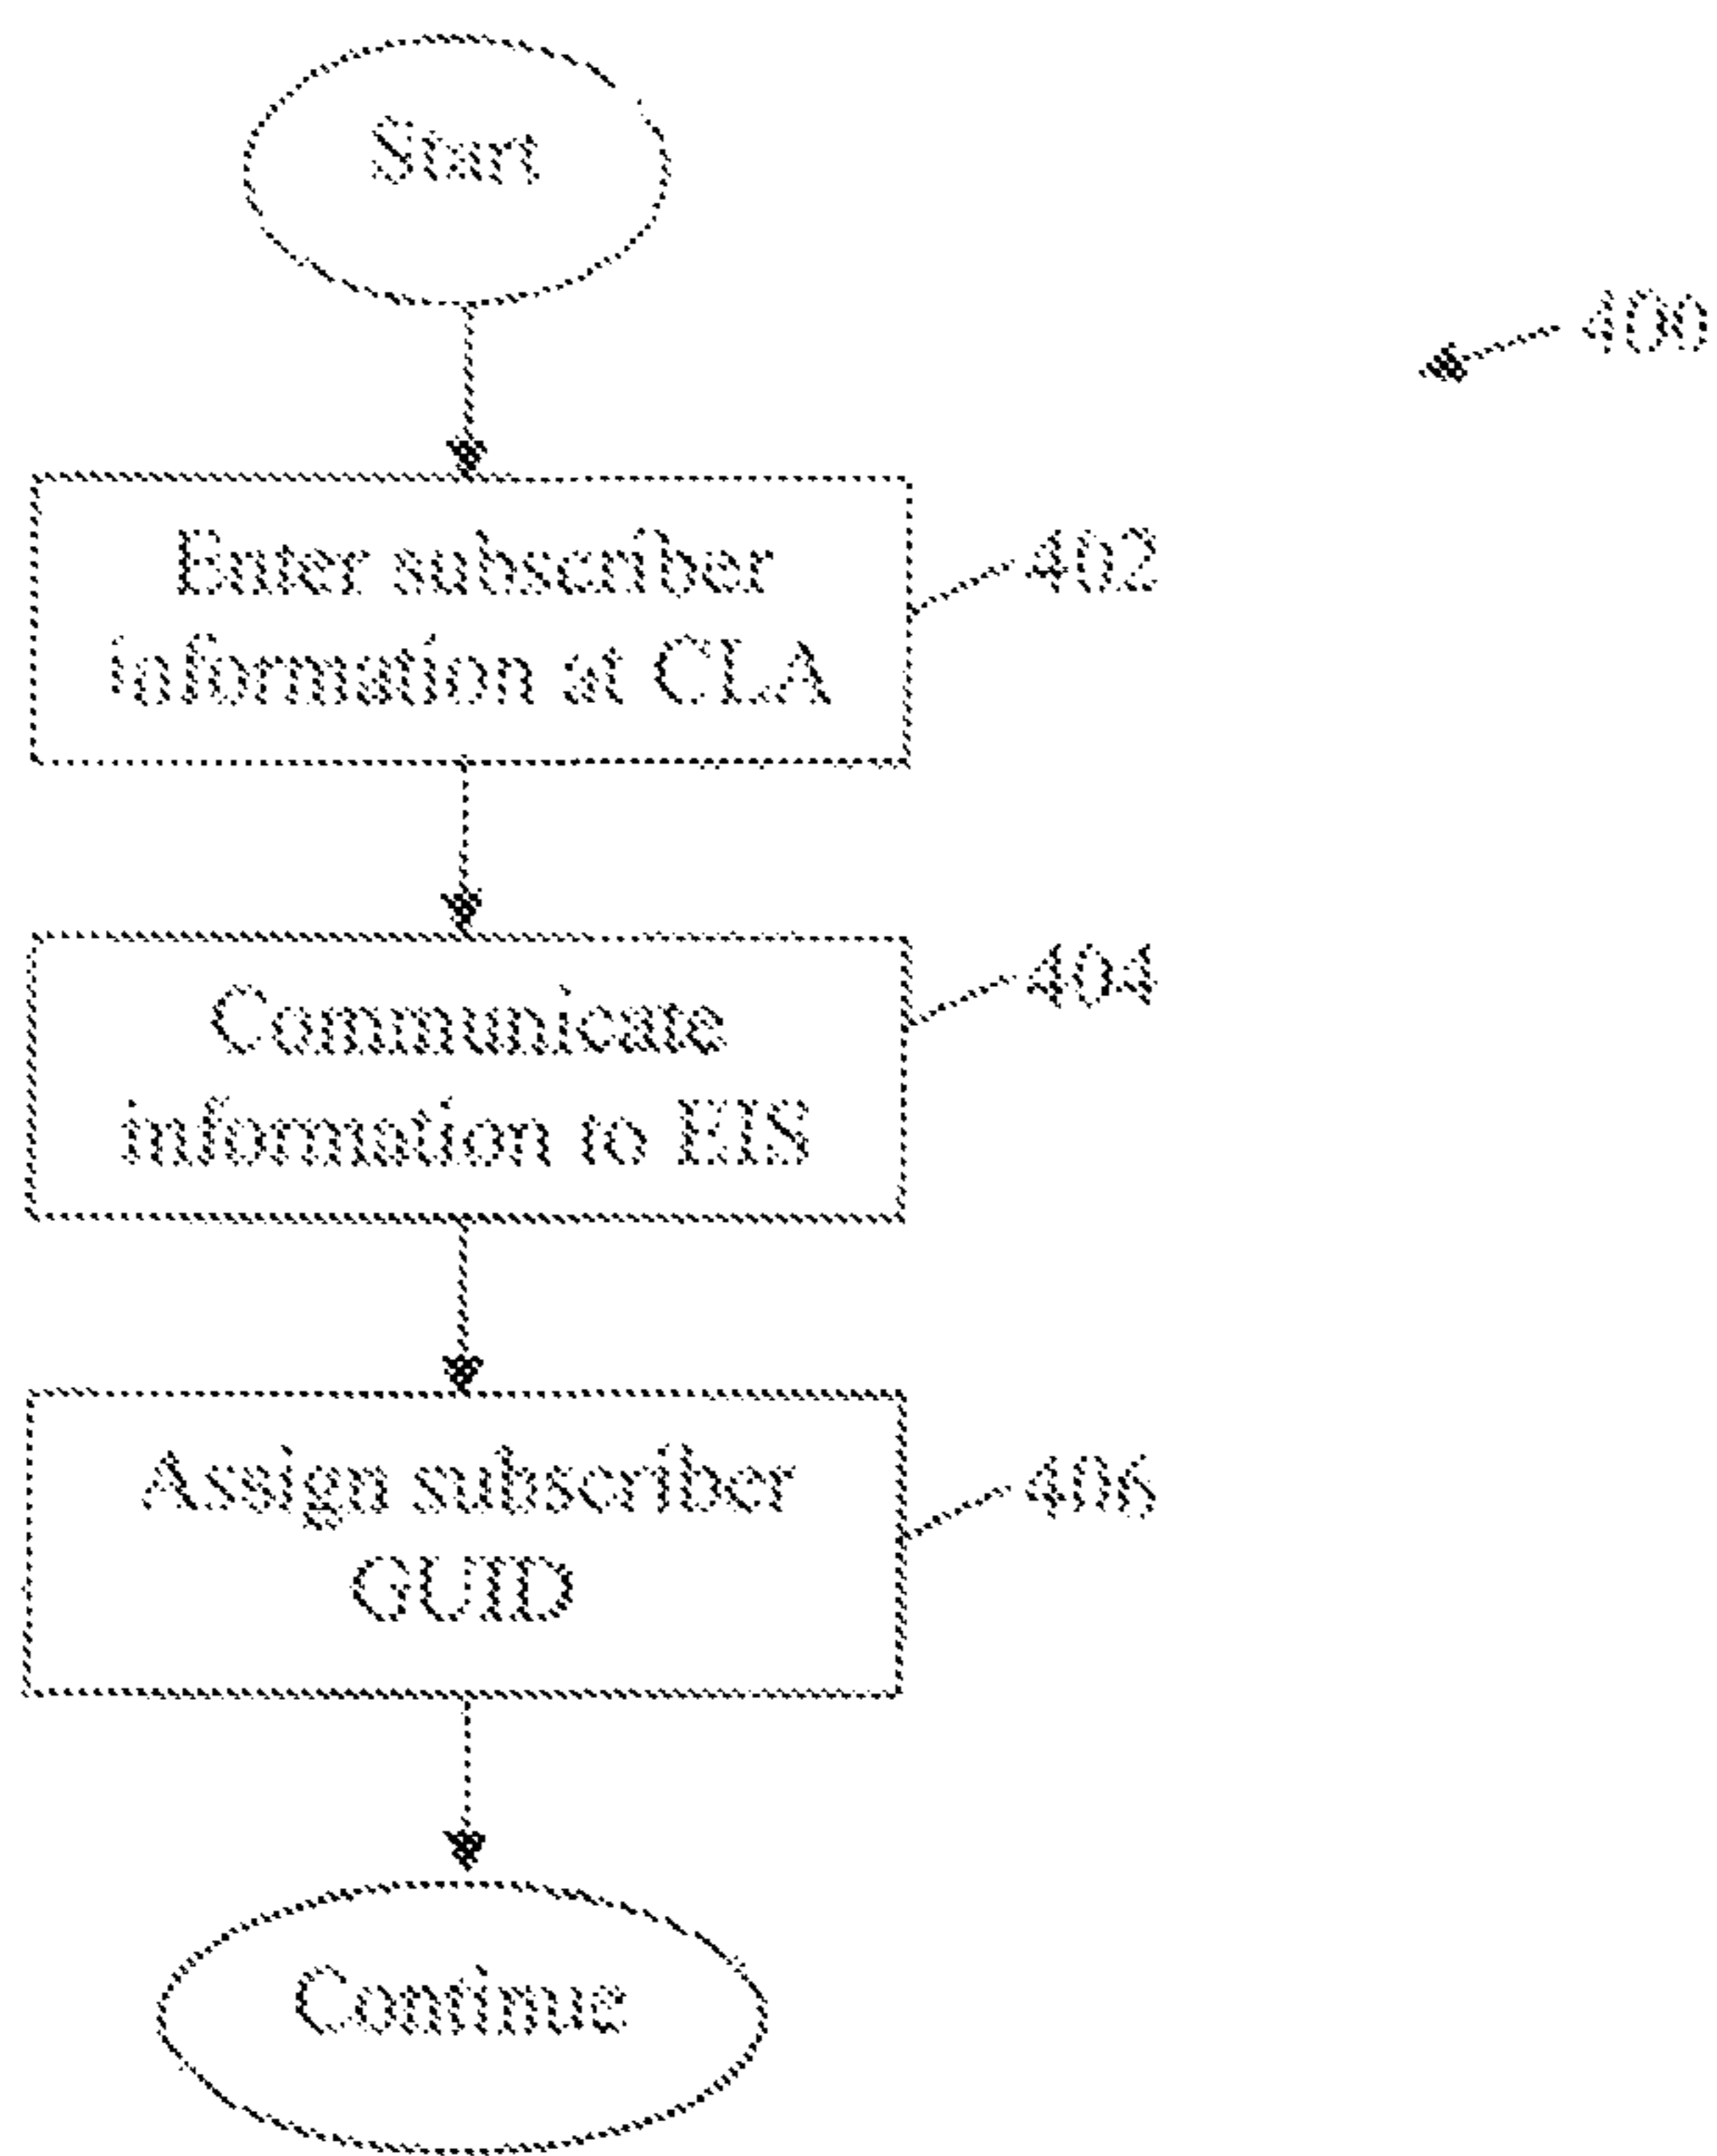 Start
400
Enter subscriber
information at CLA
402
Communicate
information to EIS
404
Assign subscriber
GUID
406
Continue